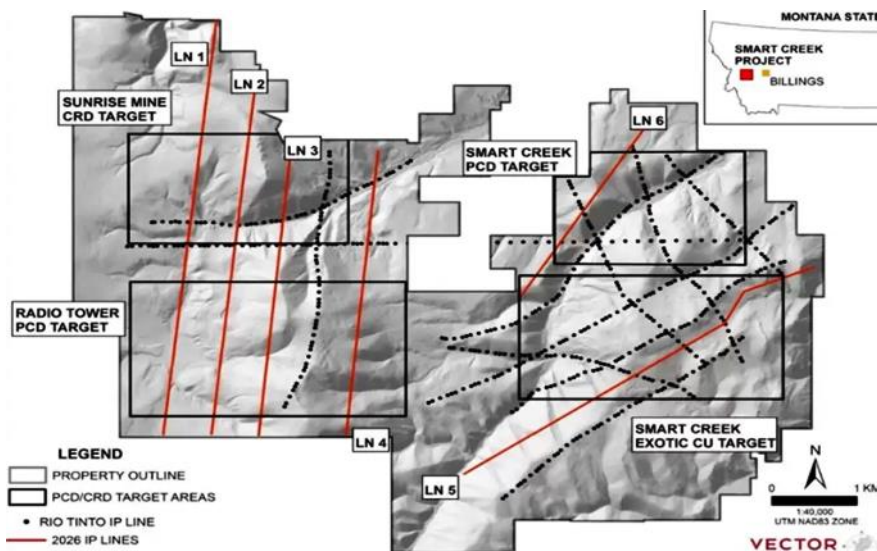 MONTANA STATE
SMART CREEK
PROJECT
BILLINGS
LN 1
LN 2
SUNRISE MINE
CRD TARGET
LN 3
LN 6
SMART CREEK
PCD TARGET
RADIO TOWER
PCD TARGET
LN 4
SMART CREEK
EXOTIC CU TARGET
LN 5
LEGEND
PROPERTY OUTLINE
PCD/CRD TARGET AREAS
RIO TINTO IP LINE
2026 IP LINES
N
0 1 KM
1:40,000
UTM NAD83 ZONE
VECTOR